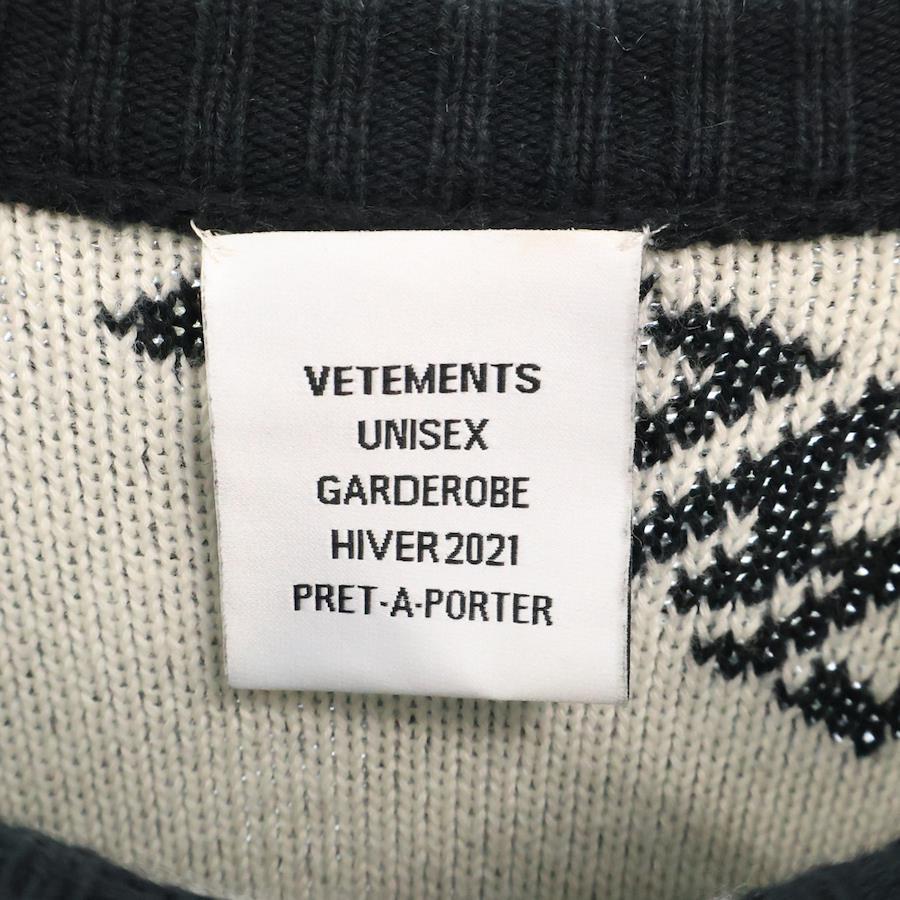 VETEMENTS
UNISEX
GARDEROBE
HIVER 2021
PRET-A-PORTER